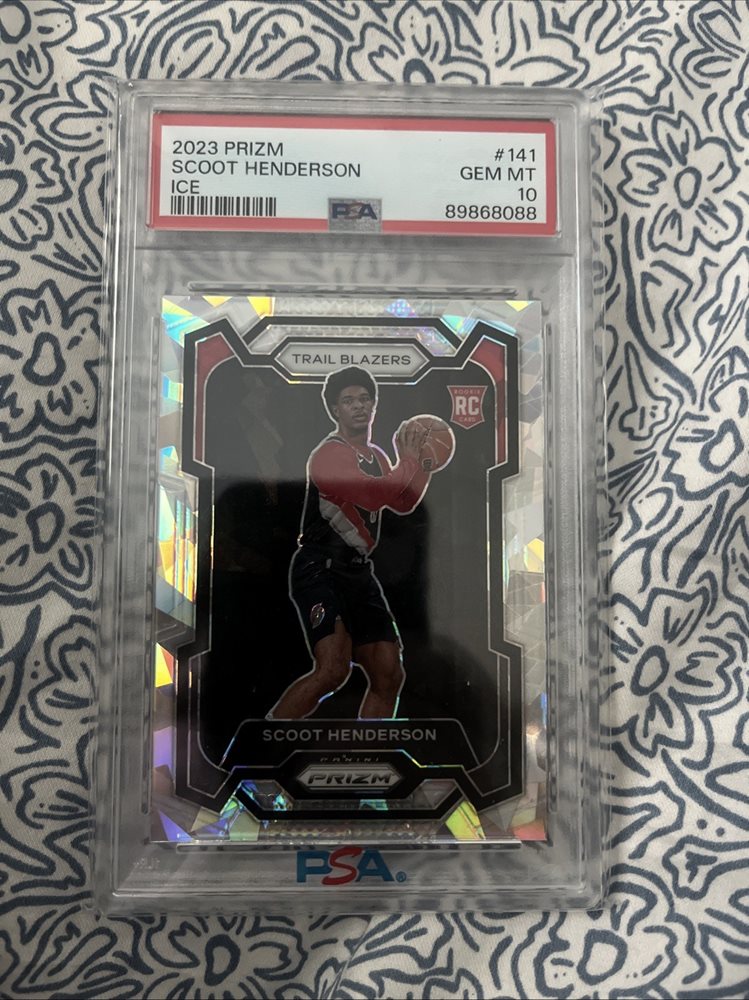 2023 PRIZM #141
SCOOT HENDERSON GEM MT
ICE 10
PSA 89868088
TRAIL BLAZERS
ROOKIE
RC
CARD
SCOOT HENDERSON
PANINI
PRIZM
PSA®